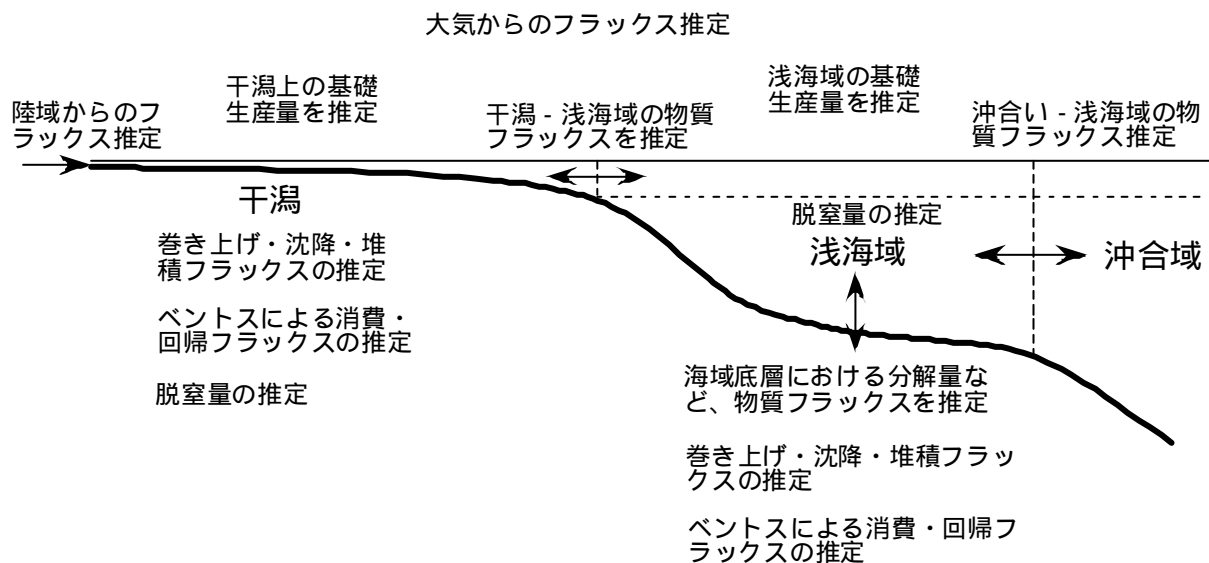 大気からのフラックス推定
干潟上の基礎
生産量を推定
浅海域の基礎
生産量を推定
陸域からのフ
ラックス推定
干潟 - 浅海域の物質
フラックスを推定
沖合い - 浅海域の物
質フラックス推定
干潟
巻き上げ・沈降・堆
積フラックスの推定
ベントスによる消費・
回帰フラックスの推定
脱窒量の推定
脱窒量の推定
浅海域
沖合域
海域底層における分解量な
ど、物質フラックスを推定
巻き上げ・沈降・堆積フラッ
クスの推定
ベントスによる消費・回帰フ
ラックスの推定